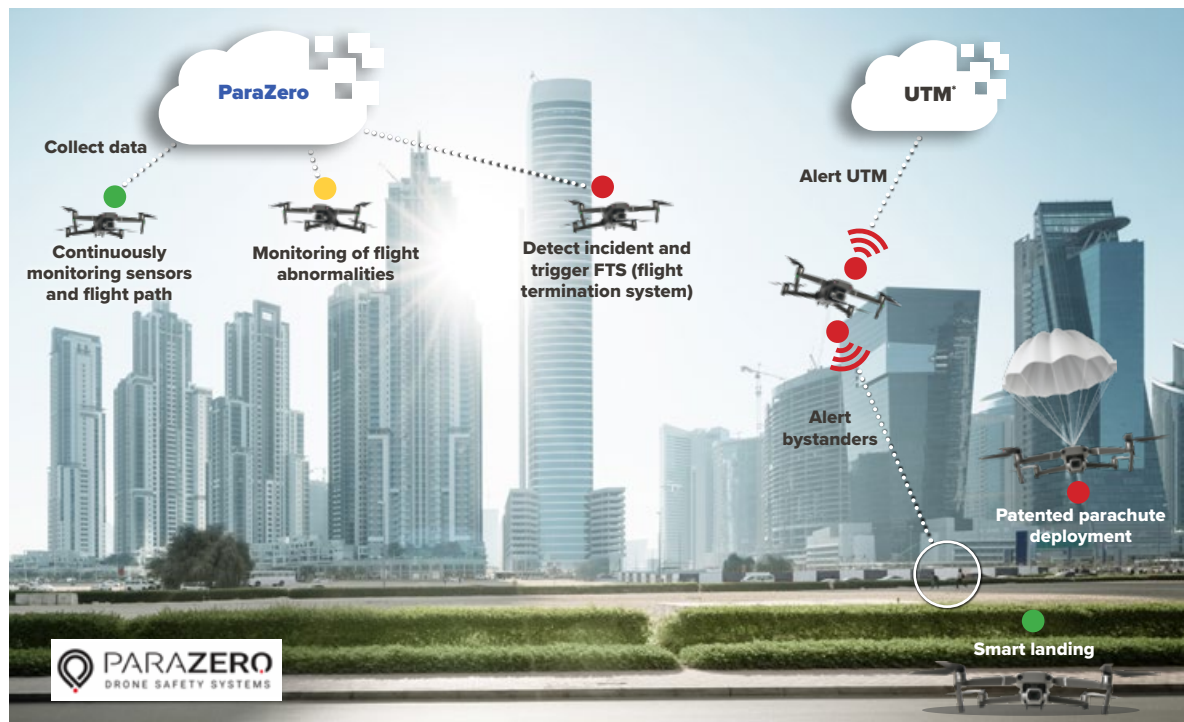 ParaZero
UTM*
Collect data
Continuously
monitoring sensors
and flight path
Monitoring of flight
abnormalities
Detect incident and
trigger FTS (flight
termination system)
Alert UTM
Alert
bystanders
Patented parachute
deployment
Smart landing
PARAZERO
DRONE SAFETY SYSTEMS